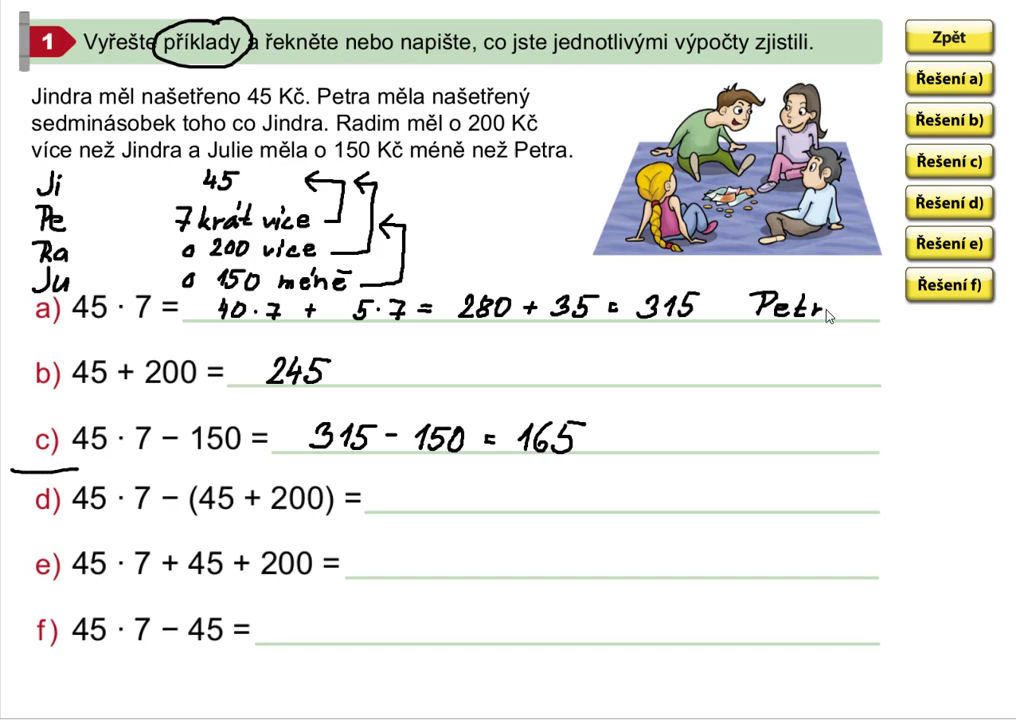 1 Vyřešte příklady a řekněte nebo napište, co jste jednotlivými výpočty zjistili.
Zpět
Řešení a)
Řešení b)
Řešení c)
Řešení d)
Řešení e)
Řešení f)
Jindra měl našetřeno 45 Kč. Petra měla našetřený
sedminásobek toho co Jindra. Radim měl o 200 Kč
více než Jindra a Julie měla o 150 Kč méně než Petra.
Ji 45
Pe 7 krát více
Ra o 200 více
Ju o 150 méně
a) 45 · 7 = 40 · 7 + 5 · 7 = 280 + 35 = 315 Petr
b) 45 + 200 = 245
c) 45 · 7 − 150 = 315 - 150 = 165
d) 45 · 7 − (45 + 200) =
e) 45 · 7 + 45 + 200 =
f) 45 · 7 − 45 =